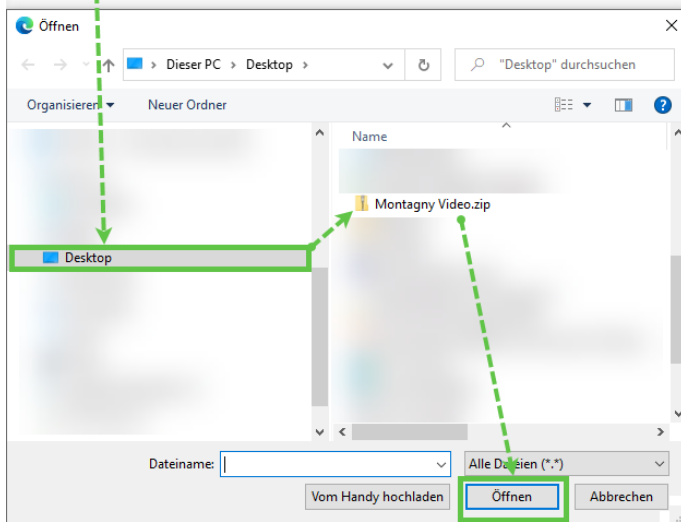 Öffnen
Dieser PC > Desktop >
"Desktop" durchsuchen
Organisieren
Neuer Ordner
Name
Montagny Video.zip
Desktop
Dateiname:
Alle Dateien (*.*)
Vom Handy hochladen
Öffnen
Abbrechen